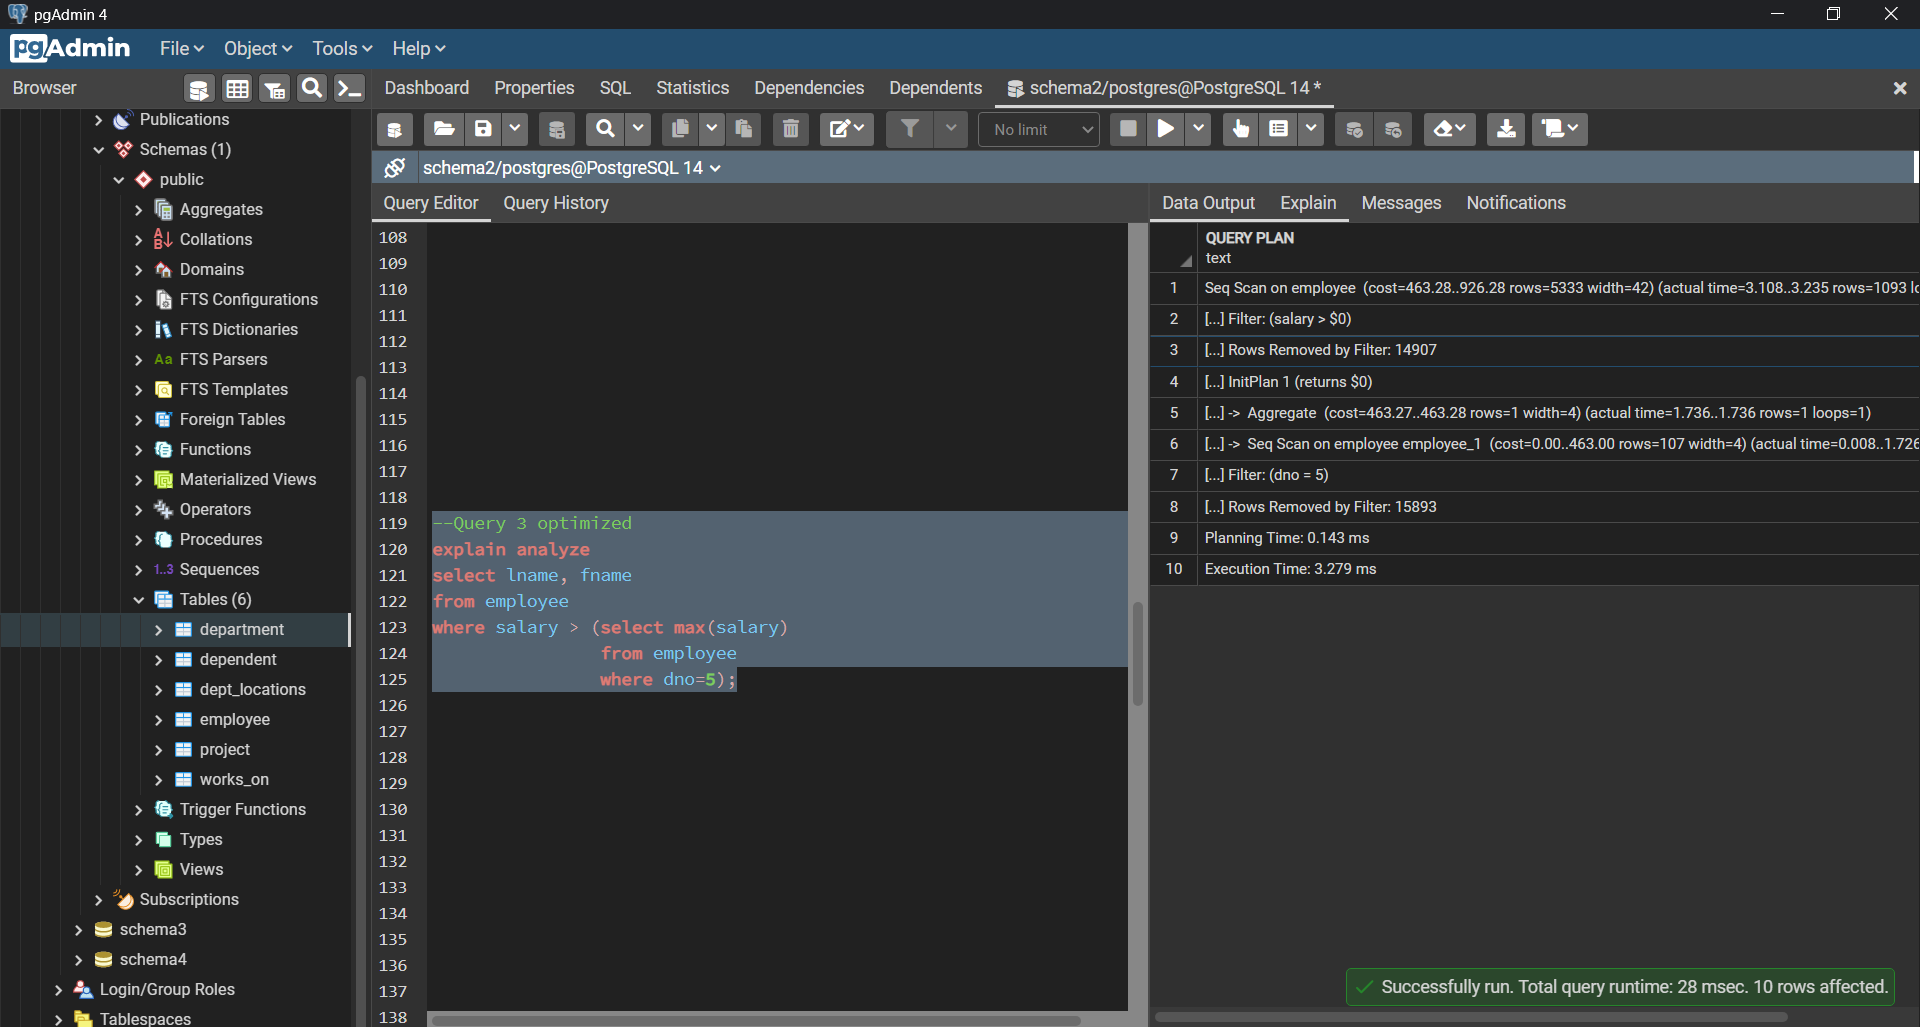 pgAdmin 4
pgAdmin File Object Tools Help
Browser
Dashboard Properties SQL Statistics Dependencies Dependents schema2/postgres@PostgreSQL 14 *
No limit
schema2/postgres@PostgreSQL 14
Publications
Schemas (1)
public
Aggregates
Collations
Domains
FTS Configurations
FTS Dictionaries
Aa FTS Parsers
FTS Templates
Foreign Tables
Functions
Materialized Views
Operators
Procedures
1..3 Sequences
Tables (6)
department
dependent
dept_locations
employee
project
works_on
Trigger Functions
Types
Views
Subscriptions
schema3
schema4
Login/Group Roles
Tablespaces
Query Editor Query History
108
109
110
111
112
113
114
115
116
117
118
119 --Query 3 optimized
120 explain analyze
121 select lname, fname
122 from employee
123 where salary > (select max(salary)
124 from employee
125 where dno=5);
126
127
128
129
130
131
132
133
134
135
136
137
138
Data Output Explain Messages Notifications
QUERY PLAN
text
1 Seq Scan on employee (cost=463.28..926.28 rows=5333 width=42) (actual time=3.108..3.235 rows=1093 lo
2 [...] Filter: (salary > $0)
3 [...] Rows Removed by Filter: 14907
4 [...] InitPlan 1 (returns $0)
5 [...] -> Aggregate (cost=463.27..463.28 rows=1 width=4) (actual time=1.736..1.736 rows=1 loops=1)
6 [...] -> Seq Scan on employee employee_1 (cost=0.00..463.00 rows=107 width=4) (actual time=0.008..1.726
7 [...] Filter: (dno = 5)
8 [...] Rows Removed by Filter: 15893
9 Planning Time: 0.143 ms
10 Execution Time: 3.279 ms
Successfully run. Total query runtime: 28 msec. 10 rows affected.